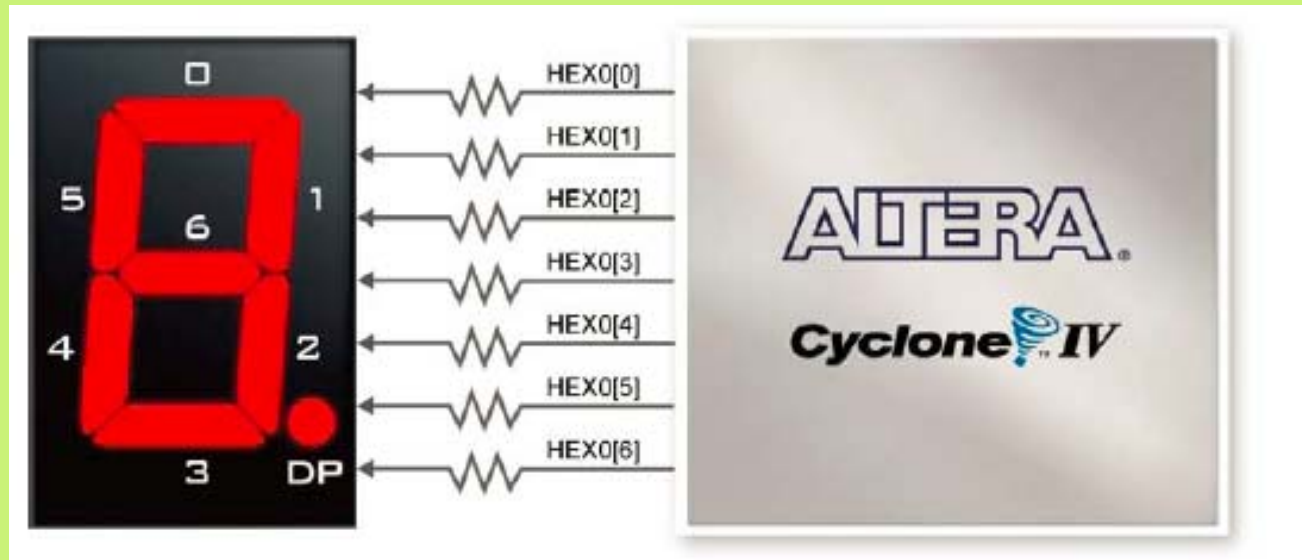 0
5
1
6
4
2
3
DP
HEX0[0]
HEX0[1]
HEX0[2]
HEX0[3]
HEX0[4]
HEX0[5]
HEX0[6]
ALTERA®
Cyclone™ IV